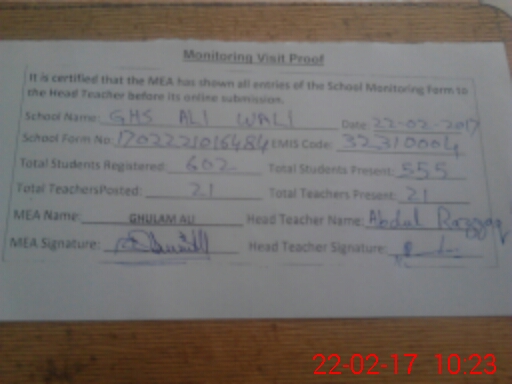 Monitoring Visit Proof
It is certified that the MEA has shown all entries of the School Monitoring Form to
the Head Teacher before its online submission.
School Name: GHS ALI WALI Date: 22-02-2017
School Form No: 1702221016484 EMIS Code: 32310004
Total Students Registered: 602 Total Students Present: 555
Total TeachersPosted: 21 Total Teachers Present: 21
MEA Name: GHULAM ALI Head Teacher Name: Abdul Razzaq
MEA Signature: Head Teacher Signature:
22-02-17 10:23